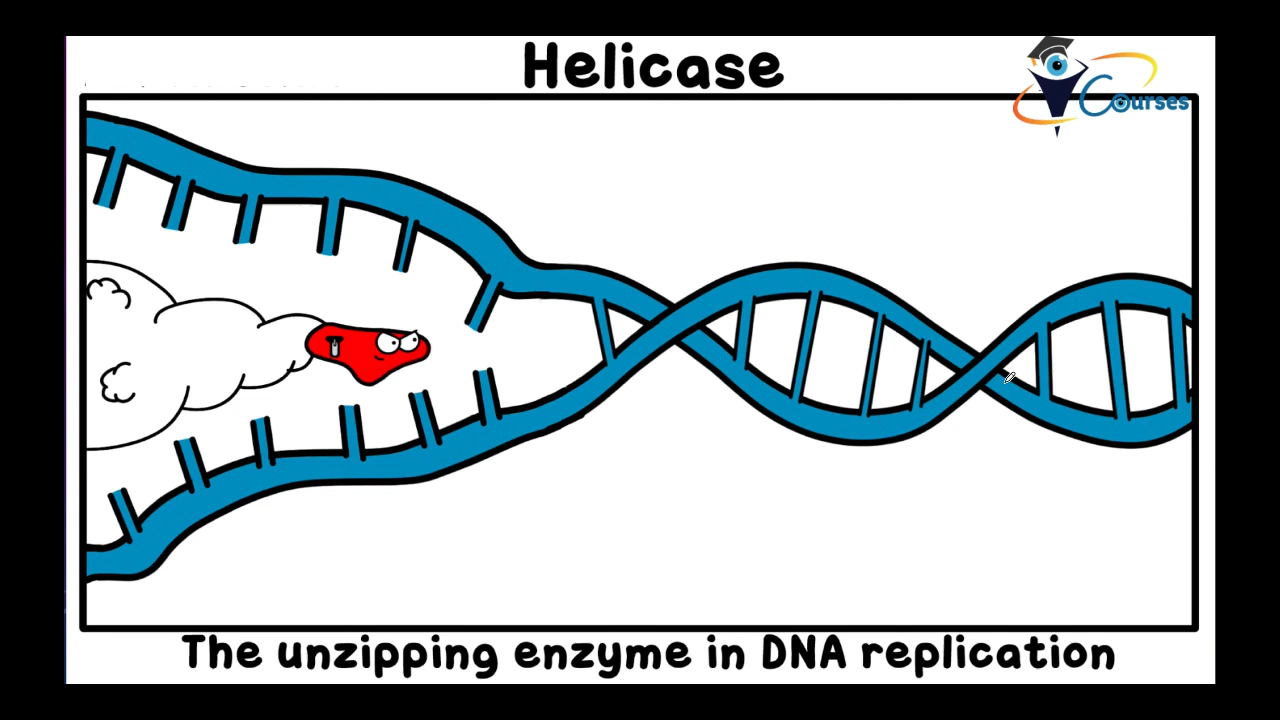 Helicase
Courses
The unzipping enzyme in DNA replication